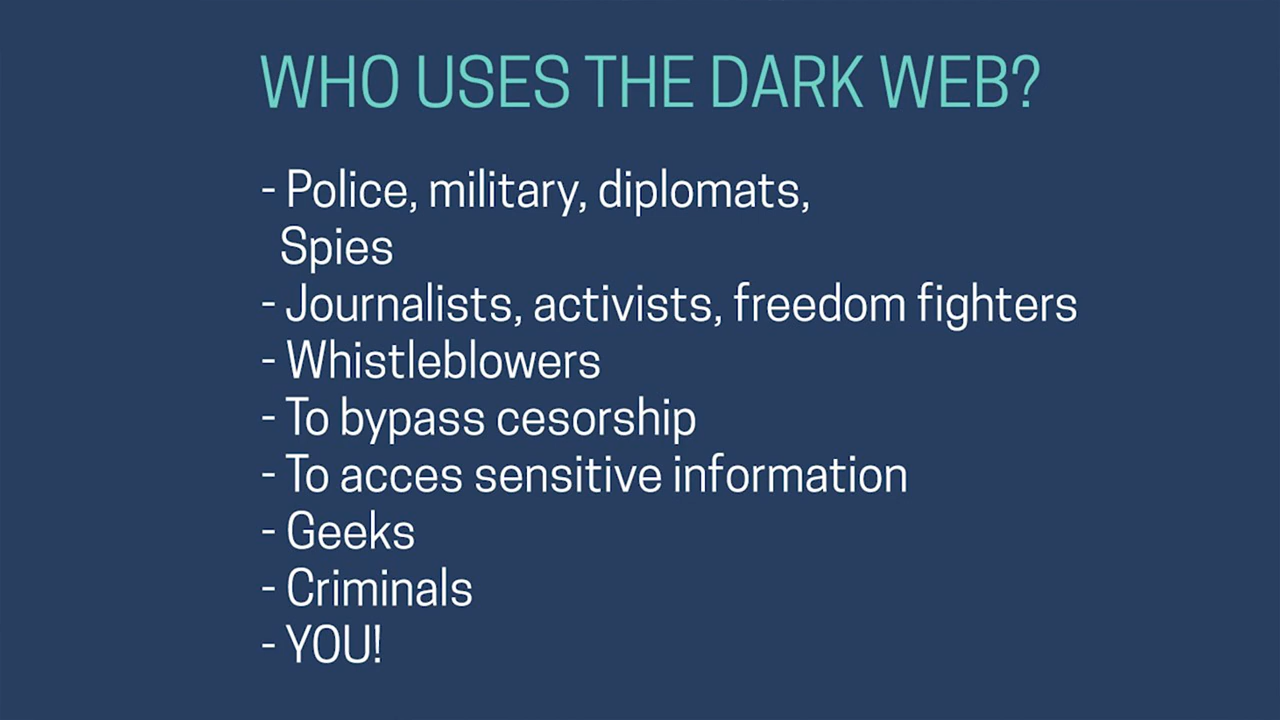 WHO USES THE DARK WEB?
- Police, military, diplomats,
Spies
- Journalists, activists, freedom fighters
- Whistleblowers
- To bypass cesorship
- To acces sensitive information
- Geeks
- Criminals
- YOU!